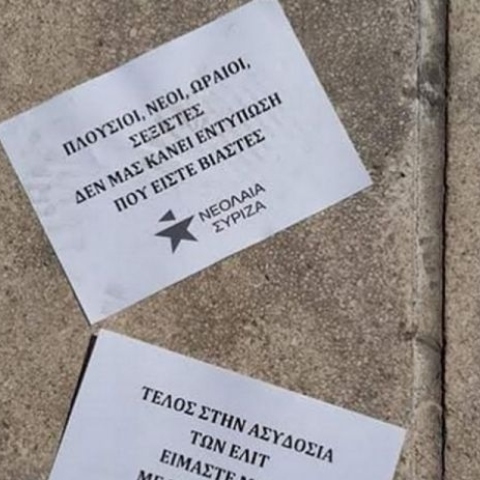 ΠΛΟΥΣΙΟΙ, ΝΕΟΙ, ΩΡΑΙΟΙ,
ΣΕΞΙΣΤΕΣ
ΔΕΝ ΜΑΣ ΚΑΝΕΙ ΕΝΤΥΠΩΣΗ
ΠΟΥ ΕΙΣΤΕ ΒΙΑΣΤΕΣ
ΝΕΟΛΑΙΑ
ΣΥΡΙΖΑ
ΤΕΛΟΣ ΣΤΗΝ ΑΣΥΔΟΣΙΑ
ΤΩΝ ΕΛΙΤ
ΕΙΜΑΣΤΕ